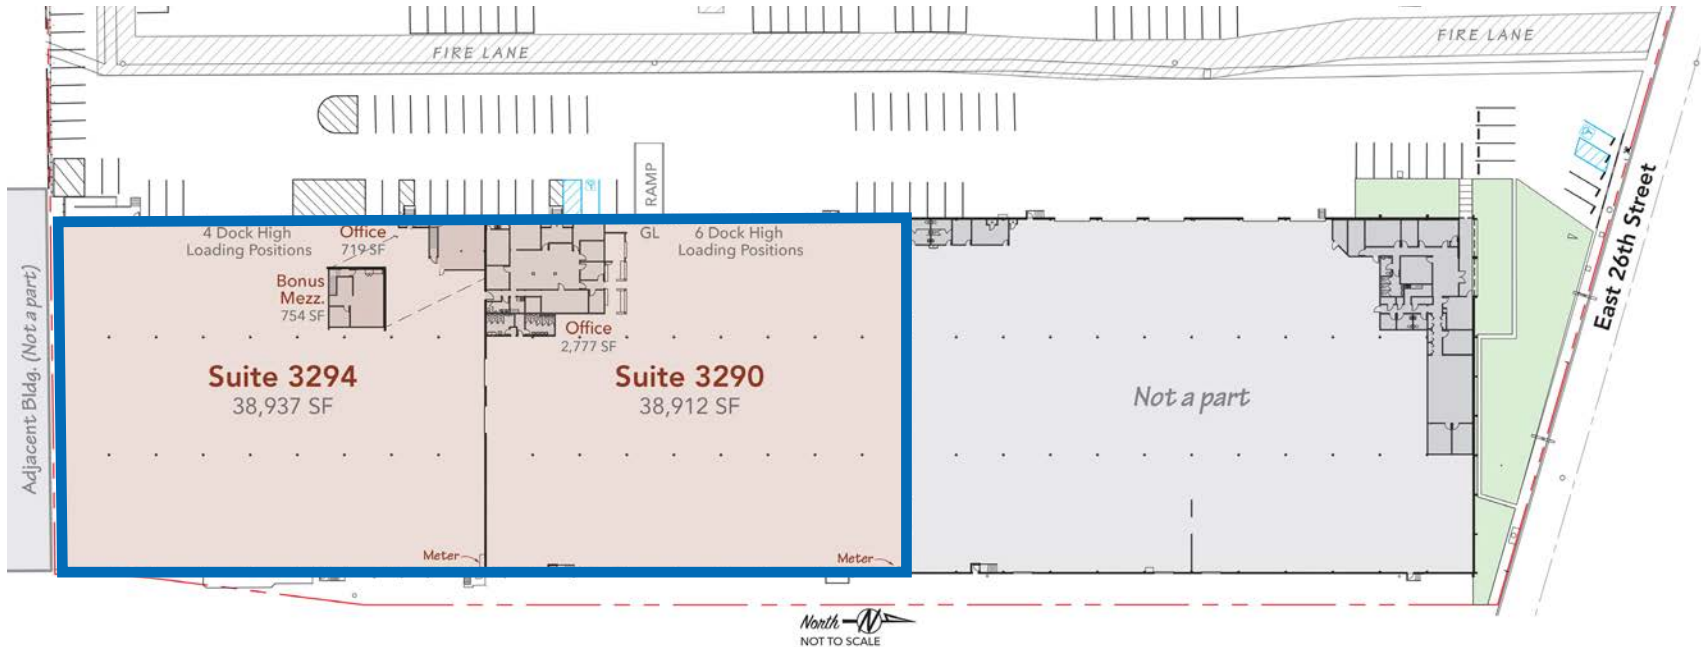 FIRE LANE
FIRE LANE
RAMP
GL
4 Dock High
Loading Positions
Office
719 SF
6 Dock High
Loading Positions
Bonus
Mezz.
754 SF
Office
2,777 SF
Suite 3294
38,937 SF
Suite 3290
38,912 SF
Not a part
Adjacent Bldg. (Not a part)
East 26th Street
Meter
Meter
North N
NOT TO SCALE